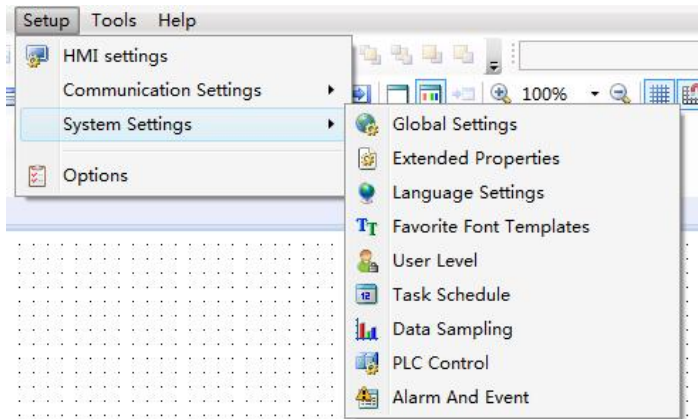 Setup Tools Help
HMI settings
Communication Settings
100%
System Settings
Global Settings
Extended Properties
Options
Language Settings
Favorite Font Templates
User Level
Task Schedule
12
Data Sampling
PLC Control
Alarm And Event